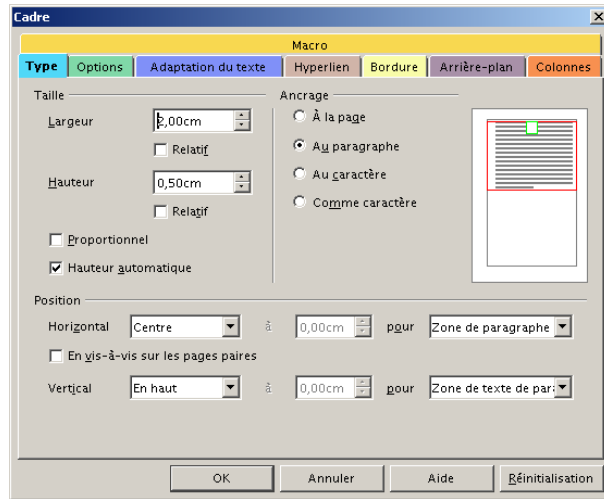 Cadre
Macro
Type Options Adaptation du texte Hyperlien Bordure Arrière-plan Colonnes
Taille Ancrage
Largeur 2,00cm À la page
Relatif Au paragraphe
Hauteur 0,50cm Au caractère
Relatif Comme caractère
Proportionnel
Hauteur automatique
Position
Horizontal Centre à 0,00cm pour Zone de paragraphe
En vis-à-vis sur les pages paires
Vertical En haut à 0,00cm pour Zone de texte de par
OK Annuler Aide Réinitialisation